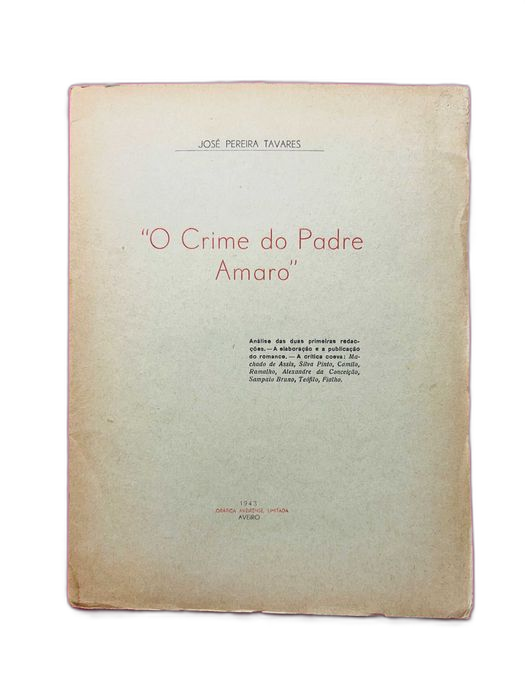 JOSÉ PEREIRA TAVARES
"O Crime do Padre
Amaro"
Análise das duas primeiras redac-
ções. — A elaboração e a publicação
do romance. — A crítica coeva: Ma-
chado de Assis, Silva Pinto, Camilo,
Ramalho, Alexandre da Conceição,
Sampaio Bruno, Teófilo, Fialho.
1943
GRÁFICA AVEIRENSE, LIMITADA
AVEIRO